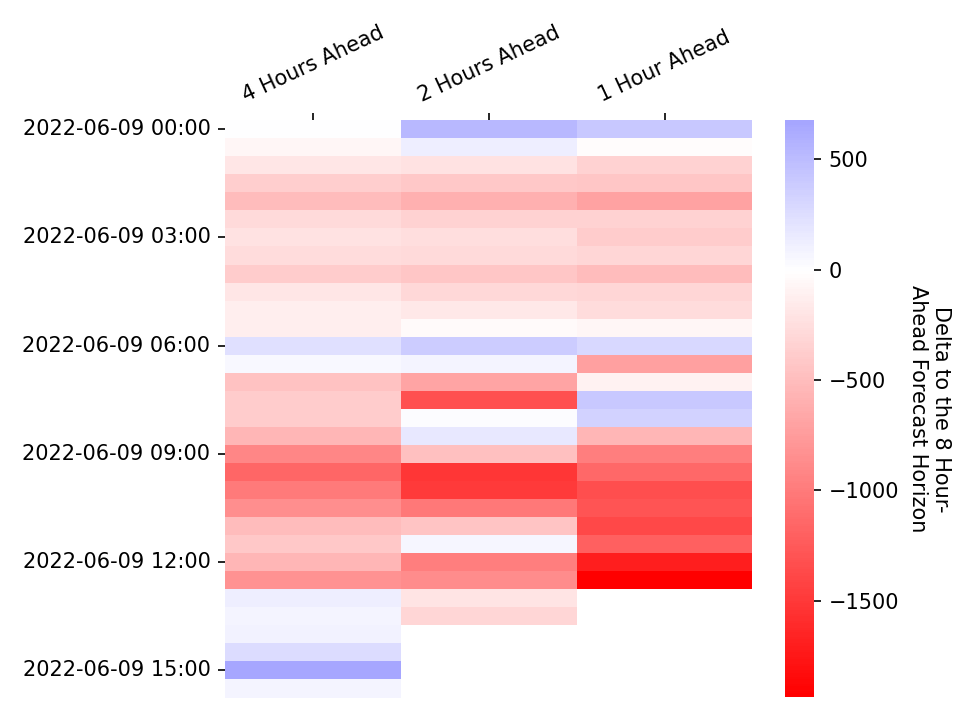 4 Hours Ahead
2 Hours Ahead
1 Hour Ahead
2022-06-09 00:00
2022-06-09 03:00
2022-06-09 06:00
2022-06-09 09:00
2022-06-09 12:00
2022-06-09 15:00
500
0
−500
−1000
−1500
Delta to the 8 Hour-
Ahead Forecast Horizon